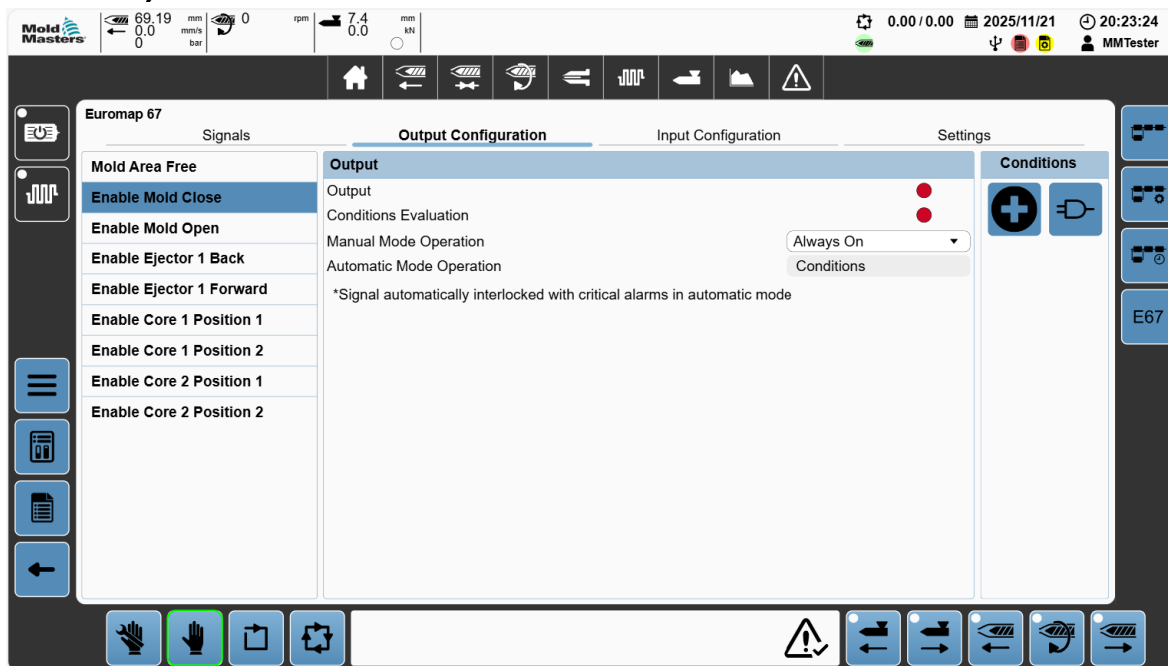 Mold
Masters
69.19 mm
0.0 mm/s
0 bar
0 rpm
7.4 mm
0.0 kN
0.00 / 0.00
2025/11/21
20:23:24
MMTester
Euromap 67
Signals
Output Configuration
Input Configuration
Settings
Mold Area Free
Enable Mold Close
Enable Mold Open
Enable Ejector 1 Back
Enable Ejector 1 Forward
Enable Core 1 Position 1
Enable Core 1 Position 2
Enable Core 2 Position 1
Enable Core 2 Position 2
Output
Output
Conditions Evaluation
Manual Mode Operation Always On
Automatic Mode Operation Conditions
*Signal automatically interlocked with critical alarms in automatic mode
Conditions
E67